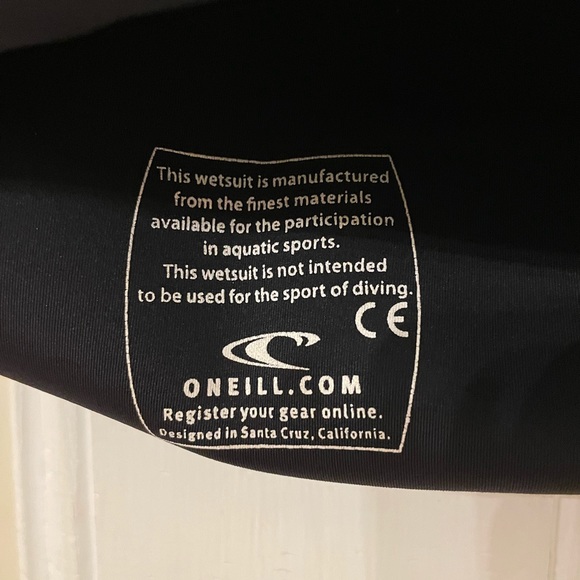 This wetsuit is manufactured
from the finest materials
available for the participation
in aquatic sports.
This wetsuit is not intended
to be used for the sport of diving.
CE
ONEILL.COM
Register your gear online.
Designed in Santa Cruz, California.